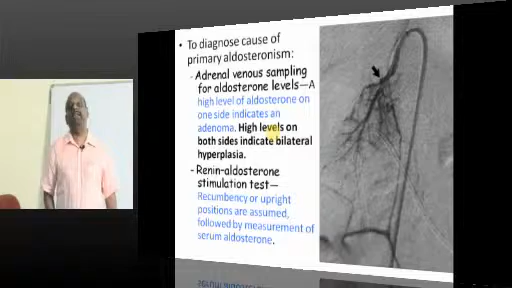 • To diagnose cause of
primary aldosteronism:
- Adrenal venous sampling
for aldosterone levels—A
high level of aldosterone on
one side indicates an
adenoma. High levels on
both sides indicate bilateral
hyperplasia.
- Renin-aldosterone
stimulation test—
Recumbency or upright
positions are assumed,
followed by measurement of
serum aldosterone.